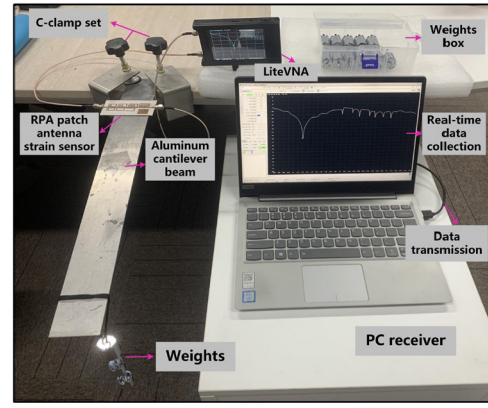 C-clamp set
Weights
box
LiteVNA
RPA patch
antenna
strain sensor
Aluminum
cantilever
beam
Real-time
data
collection
Data
transmission
PC receiver
Weights